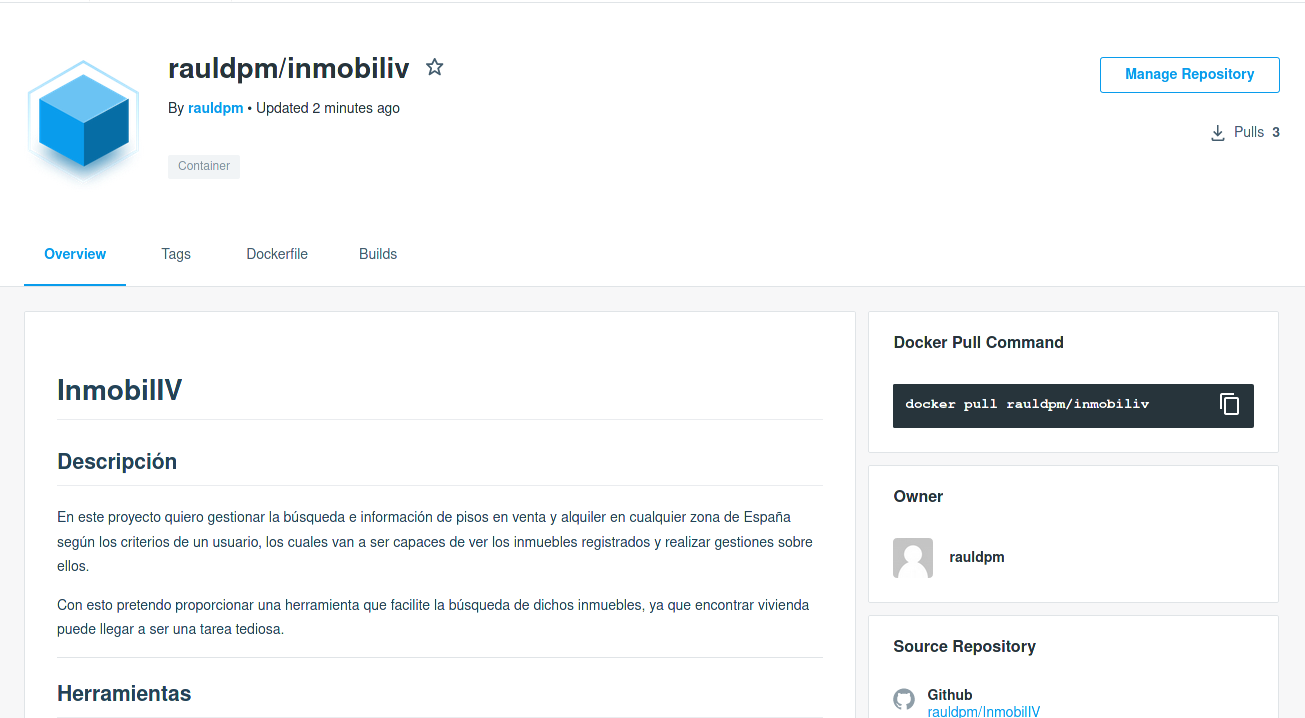 rauldpm/inmobiliv
By rauldpm • Updated 2 minutes ago
Container
Manage Repository
Pulls 3
Overview
Tags
Dockerfile
Builds
InmobilIV
Descripción
En este proyecto quiero gestionar la búsqueda e información de pisos en venta y alquiler en cualquier zona de España
según los criterios de un usuario, los cuales van a ser capaces de ver los inmuebles registrados y realizar gestiones sobre
ellos.
Con esto pretendo proporcionar una herramienta que facilite la búsqueda de dichos inmuebles, ya que encontrar vivienda
puede llegar a ser una tarea tediosa.
Herramientas
Docker Pull Command
docker pull rauldpm/inmobiliv
Owner
rauldpm
Source Repository
Github
rauldpm/InmobilIV